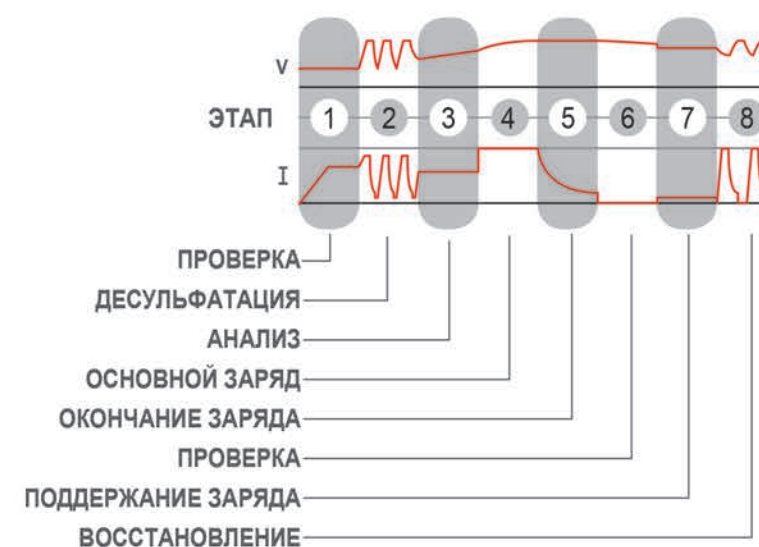 V
ЭТАП 1 2 3 4 5 6 7 8
I
ПРОВЕРКА
ДЕСУЛЬФАТАЦИЯ
АНАЛИЗ
ОСНОВНОЙ ЗАРЯД
ОКОНЧАНИЕ ЗАРЯДА
ПРОВЕРКА
ПОДДЕРЖАНИЕ ЗАРЯДА
ВОССТАНОВЛЕНИЕ